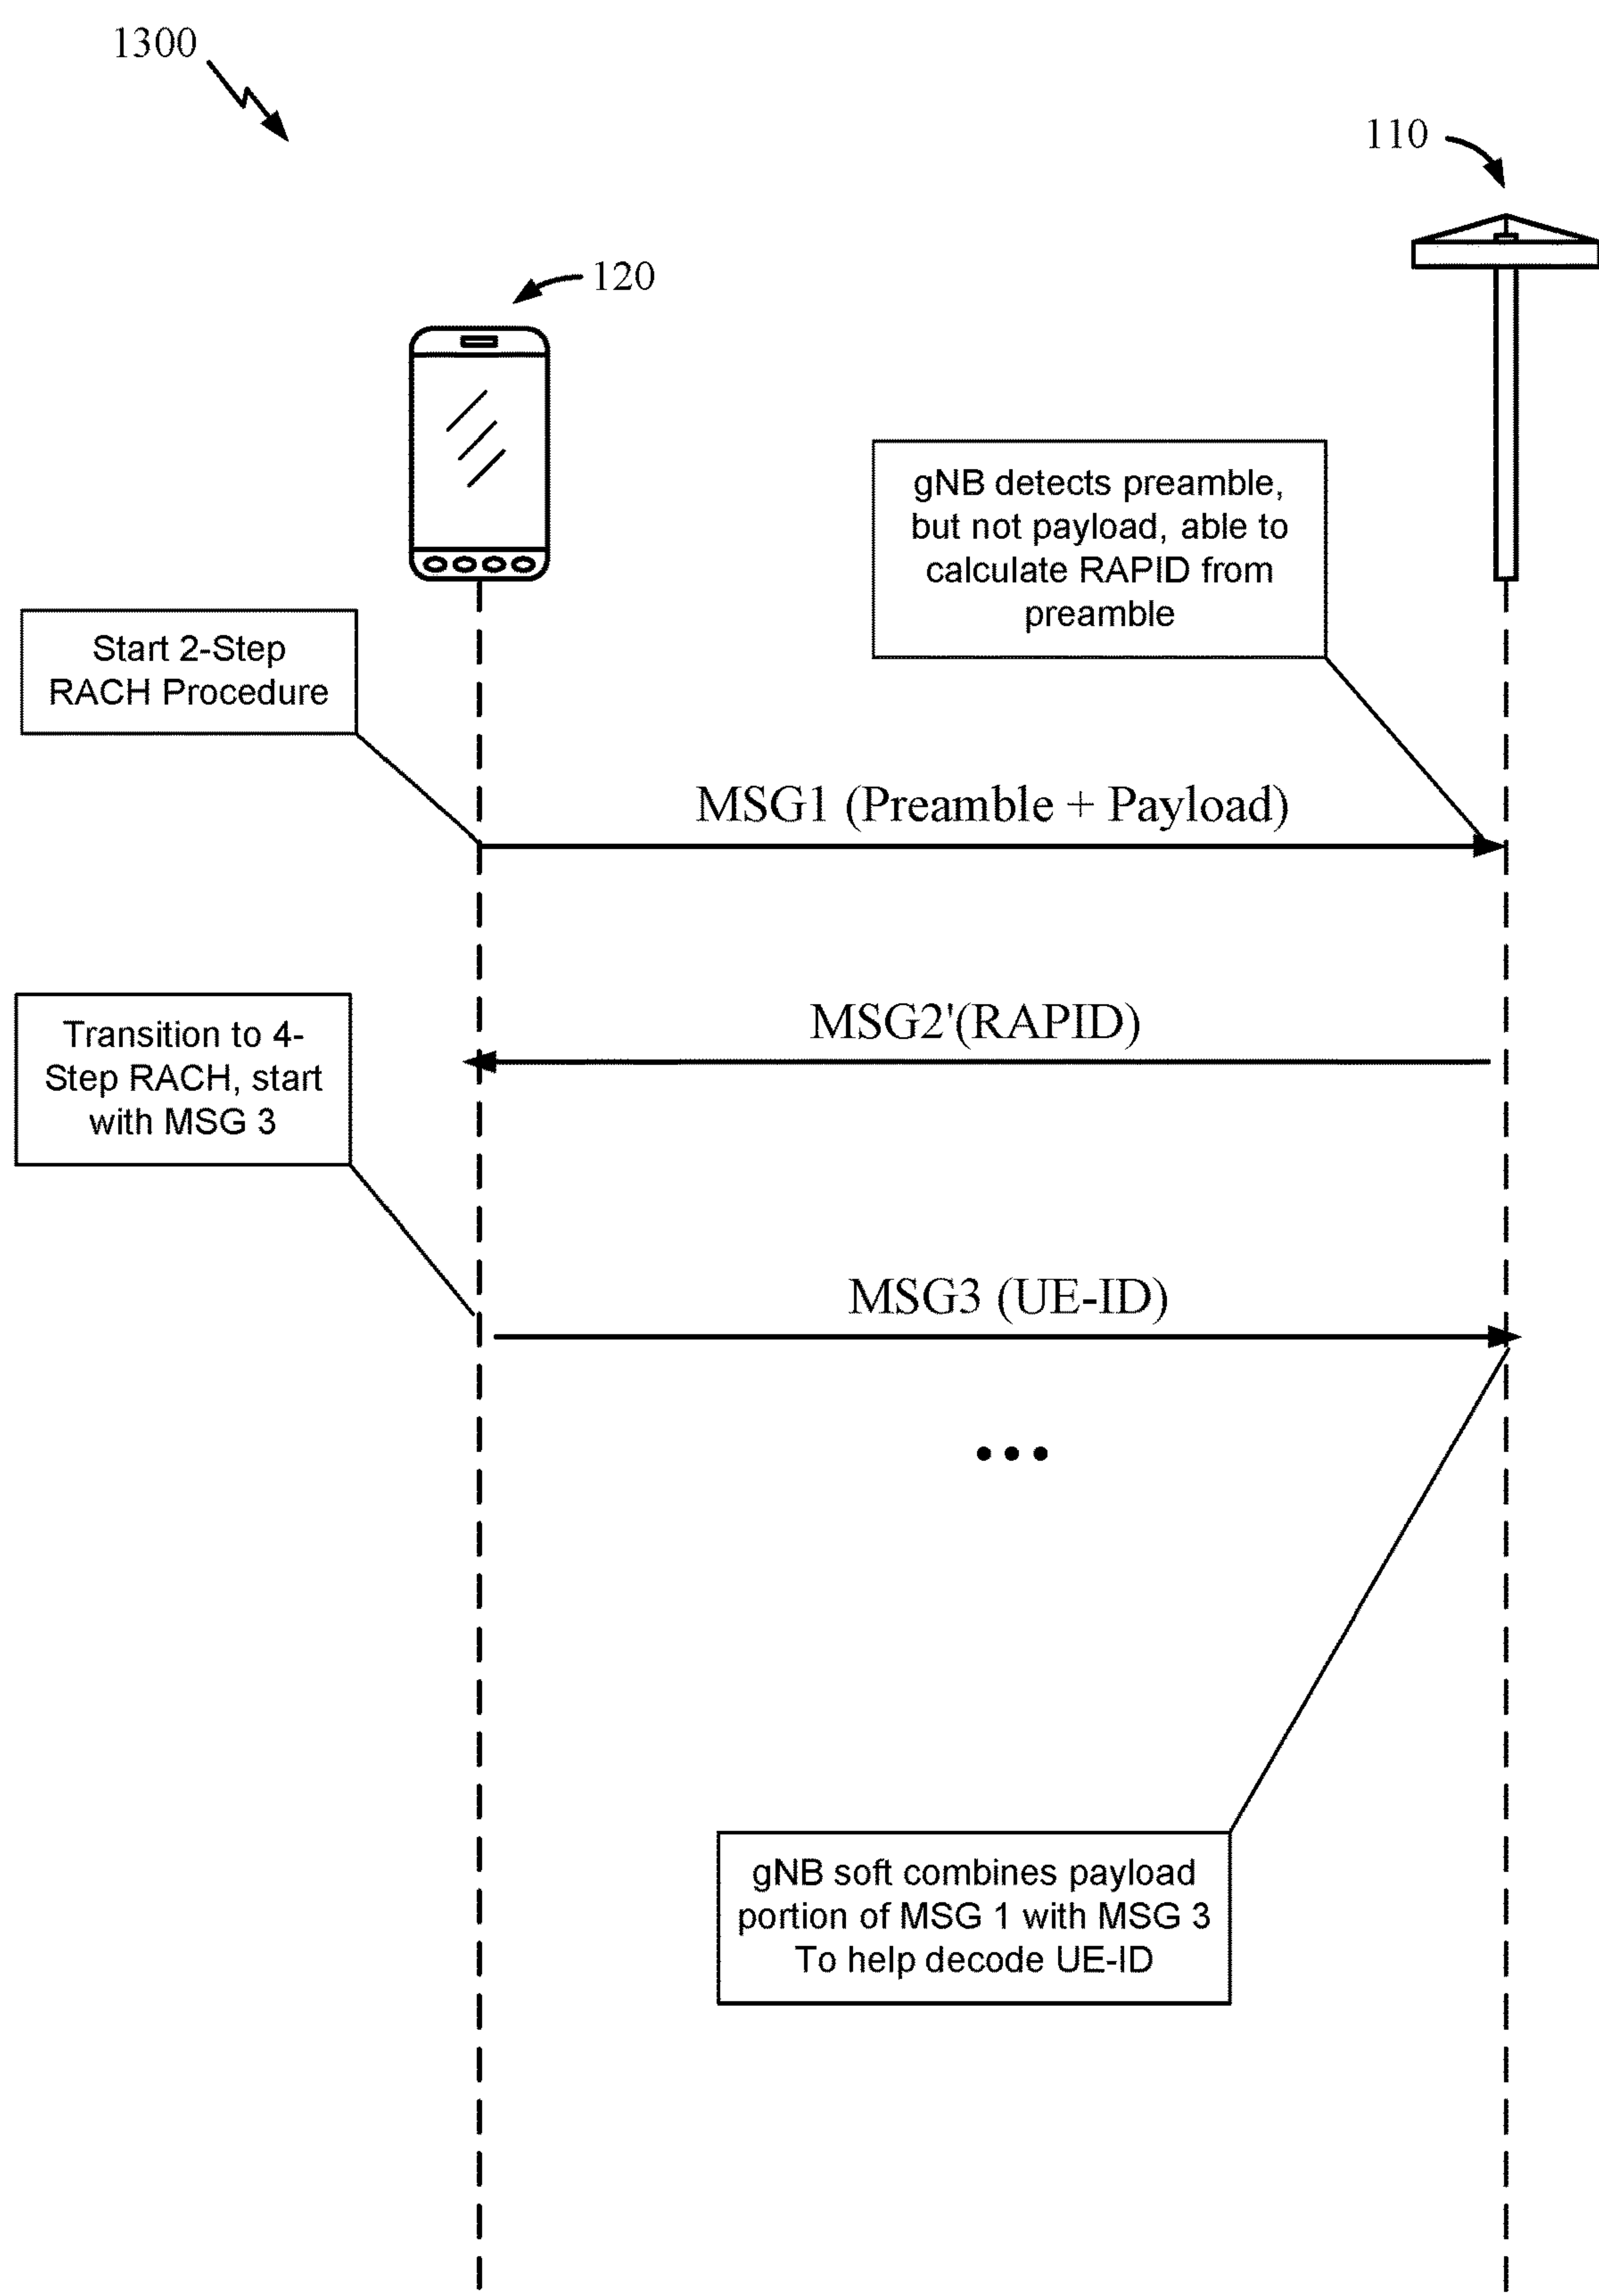 1300
110
120
gNB detects preamble,
but not payload, able to
calculate RAPID from
preamble
Start 2-Step
RACH Procedure
MSG1 (Preamble + Payload)
MSG2'(RAPID)
Transition to 4-
Step RACH, start
with MSG 3
MSG3 (UE-ID)
•••
gNB soft combines payload
portion of MSG 1 with MSG 3
To help decode UE-ID